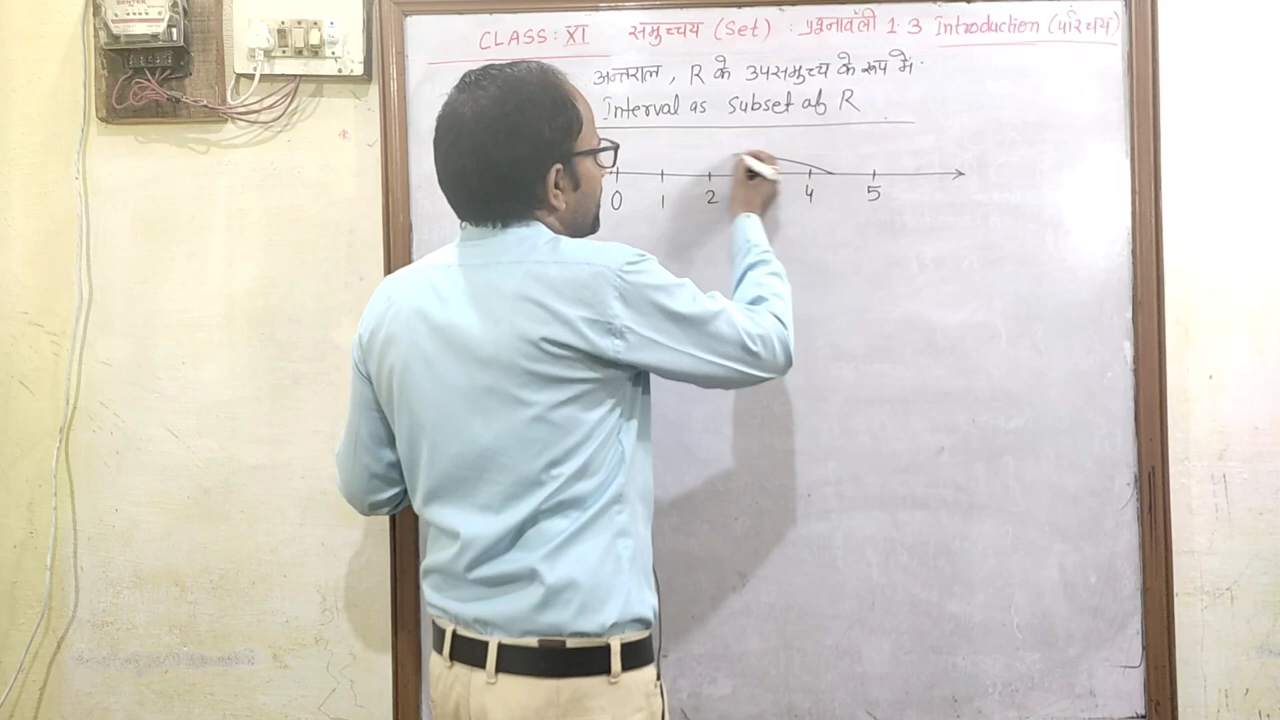 CLASS: XI समुच्चय (Set) : प्रश्नावली 1.3 Introduction (परिचय)
अन्तराल, R के उपसमुच्च के रूप में.
Interval as Subset of R
0 1 2 4 5